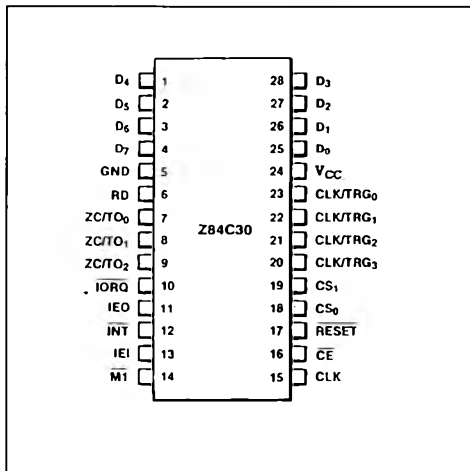 D₄ 1 28 D₃
D₅ 2 27 D₂
D₆ 3 26 D₁
D₇ 4 25 D₀
GND 5 24 VCC
RD 6 23 CLK/TRG₀
ZC/TO₀ 7 22 CLK/TRG₁
ZC/TO₁ 8 Z84C30 21 CLK/TRG₂
ZC/TO₂ 9 20 CLK/TRG₃
IORQ 10 19 CS₁
IEO 11 18 CS₀
INT 12 17 RESET
IEI 13 16 CE
M1 14 15 CLK